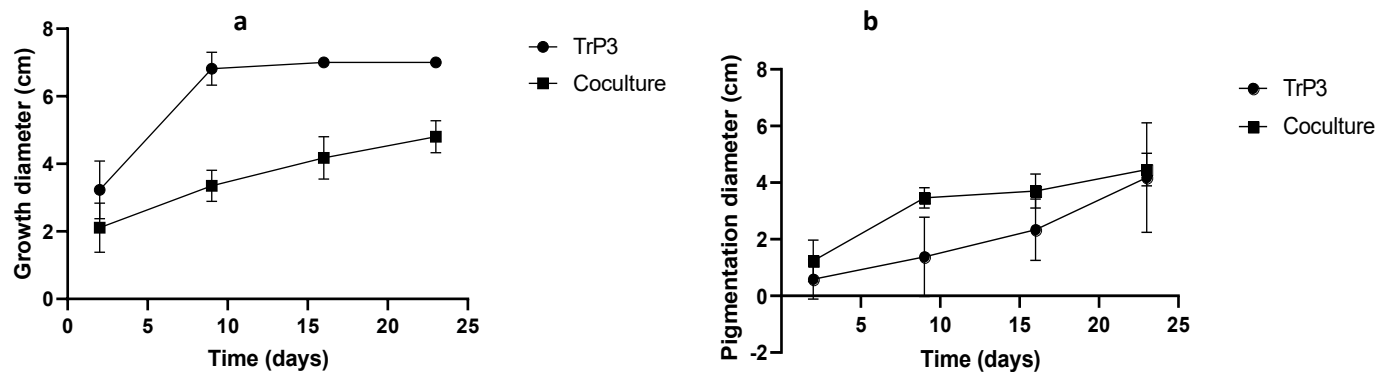 a
Growth diameter (cm)
8
6
4
2
0
0 5 10 15 20 25
Time (days)
TrP3
Coculture
b
Pigmentation diameter (cm)
8
6
4
2
0
-2
5 10 15 20 25
Time (days)
TrP3
Coculture